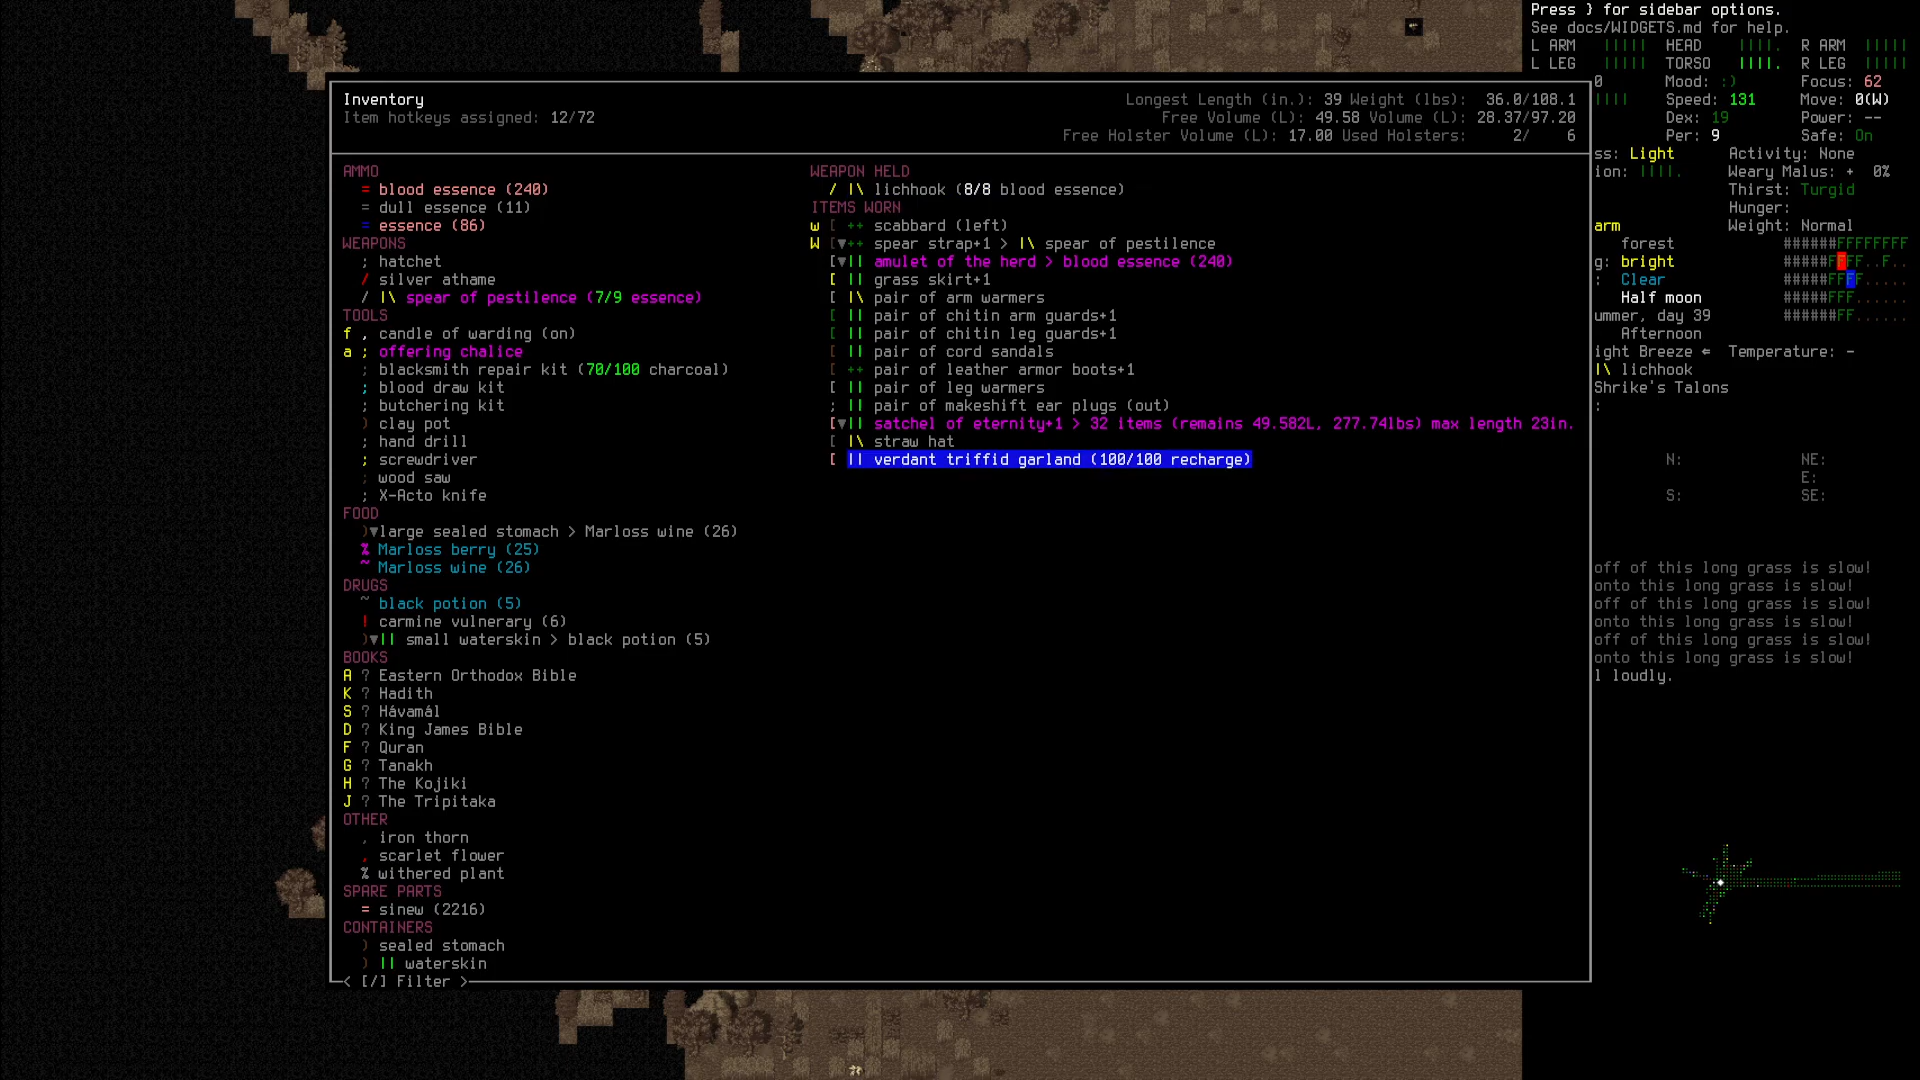 Press } for sidebar options.
See docs/WIDGETS.md for help.
L ARM ||||| HEAD ||||. R ARM |||||
L LEG ||||| TORSO ||||. R LEG |||||
0 Mood: :) Focus: 62
|||| Speed: 131 Move: 0(W)
Dex: 19 Power: --
Per: 9 Safe: On
ss: Light Activity: None
ion: ||||. Weary Malus: + 0%
Thirst: Turgid
Hunger:
arm Weight: Normal
forest ######FFFFFFFF
g: bright #####FFFF..F..
: Clear #####FFFF.....
Half moon #####FFF......
ummer, day 39 ######FF......
Afternoon
ight Breeze ⇐ Temperature: -
|\ lichhook
Shrike's Talons
:
N: NE:
E:
S: SE:
off of this long grass is slow!
onto this long grass is slow!
off of this long grass is slow!
onto this long grass is slow!
off of this long grass is slow!
onto this long grass is slow!
l loudly.
Inventory
Item hotkeys assigned: 12/72
Longest Length (in.): 39 Weight (lbs): 36.0/108.1
Free Volume (L): 49.58 Volume (L): 28.37/97.20
Free Holster Volume (L): 17.00 Used Holsters: 2/ 6
AMMO
= blood essence (240)
= dull essence (11)
= essence (86)
WEAPONS
; hatchet
/ silver athame
/ |\ spear of pestilence (7/9 essence)
TOOLS
f , candle of warding (on)
a ; offering chalice
; blacksmith repair kit (70/100 charcoal)
; blood draw kit
; butchering kit
) clay pot
; hand drill
; screwdriver
; wood saw
; X-Acto knife
FOOD
)▼large sealed stomach > Marloss wine (26)
% Marloss berry (25)
~ Marloss wine (26)
DRUGS
~ black potion (5)
! carmine vulnerary (6)
)▼|| small waterskin > black potion (5)
BOOKS
A ? Eastern Orthodox Bible
K ? Hadith
S ? Hávamál
D ? King James Bible
F ? Quran
G ? Tanakh
H ? The Kojiki
J ? The Tripitaka
OTHER
, iron thorn
, scarlet flower
% withered plant
SPARE PARTS
= sinew (2216)
CONTAINERS
) sealed stomach
) || waterskin
< [/] Filter >
WEAPON HELD
/ |\ lichhook (8/8 blood essence)
ITEMS WORN
w [ ++ scabbard (left)
W [▼++ spear strap+1 > |\ spear of pestilence
[▼|| amulet of the herd > blood essence (240)
[ || grass skirt+1
[ |\ pair of arm warmers
[ || pair of chitin arm guards+1
[ || pair of chitin leg guards+1
[ || pair of cord sandals
[ ++ pair of leather armor boots+1
[ || pair of leg warmers
; || pair of makeshift ear plugs (out)
[▼|| satchel of eternity+1 > 32 items (remains 49.582L, 277.74lbs) max length 23in.
[ |\ straw hat
[ || verdant triffid garland (100/100 recharge)